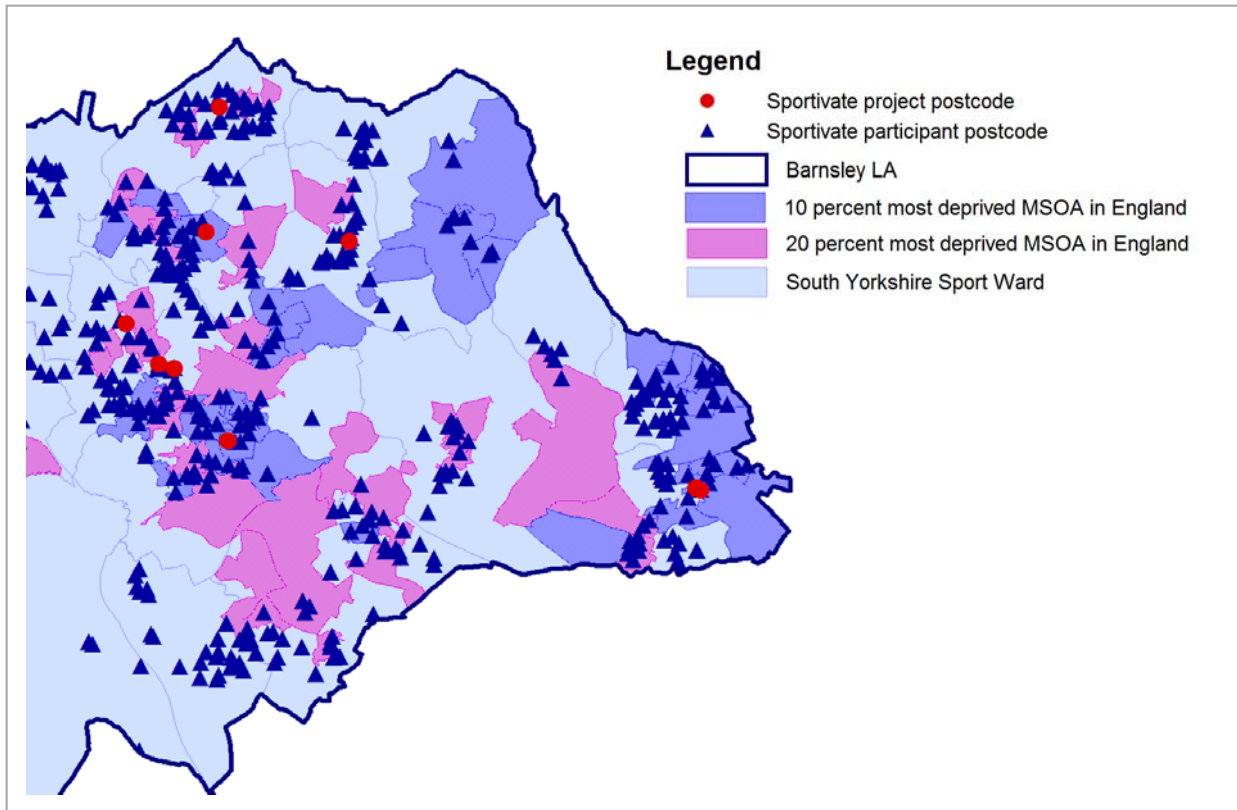 Legend
Sportivate project postcode
Sportivate participant postcode
Barnsley LA
10 percent most deprived MSOA in England
20 percent most deprived MSOA in England
South Yorkshire Sport Ward